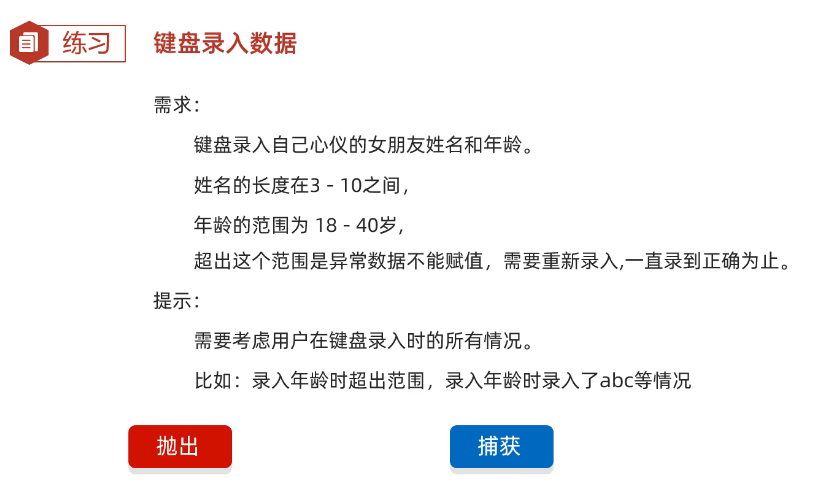 练习
键盘录入数据
需求：
键盘录入自己心仪的女朋友姓名和年龄。
姓名的长度在3 - 10之间，
年龄的范围为 18 - 40岁,
超出这个范围是异常数据不能赋值，需要重新录入,一直录到正确为止。
提示：
需要考虑用户在键盘录入时的所有情况。
比如：录入年龄时超出范围，录入年龄时录入了abc等情况
抛出
捕获